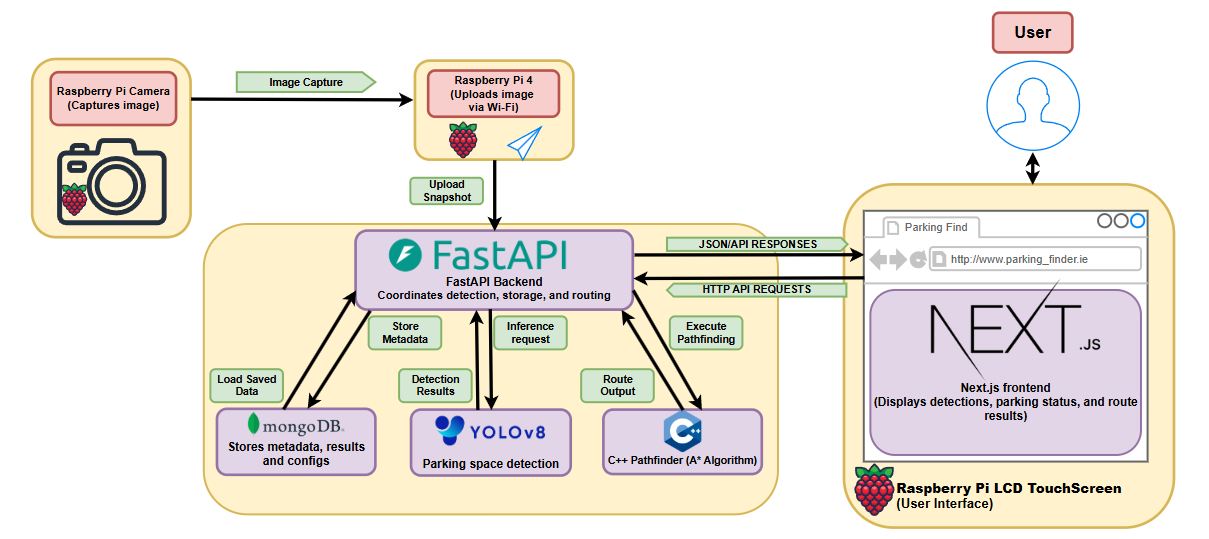 User
Raspberry Pi Camera
(Captures image)
Image Capture
Raspberry Pi 4
(Uploads image
via Wi-Fi)
Upload
Snapshot
FastAPI
FastAPI Backend
Coordinates detection, storage, and routing
JSON/API RESPONSES
HTTP API REQUESTS
Store
Metadata
Inference
request
Execute
Pathfinding
Load Saved
Data
Detection
Results
Route
Output
mongoDB.
Stores metadata, results
and configs
YOLOv8
Parking space detection
C++
C++ Pathfinder (A* Algorithm)
Parking Find
http://www.parking_finder.ie
NEXT.JS
Next.js frontend
(Displays detections, parking status, and route
results)
Raspberry Pi LCD TouchScreen
(User Interface)